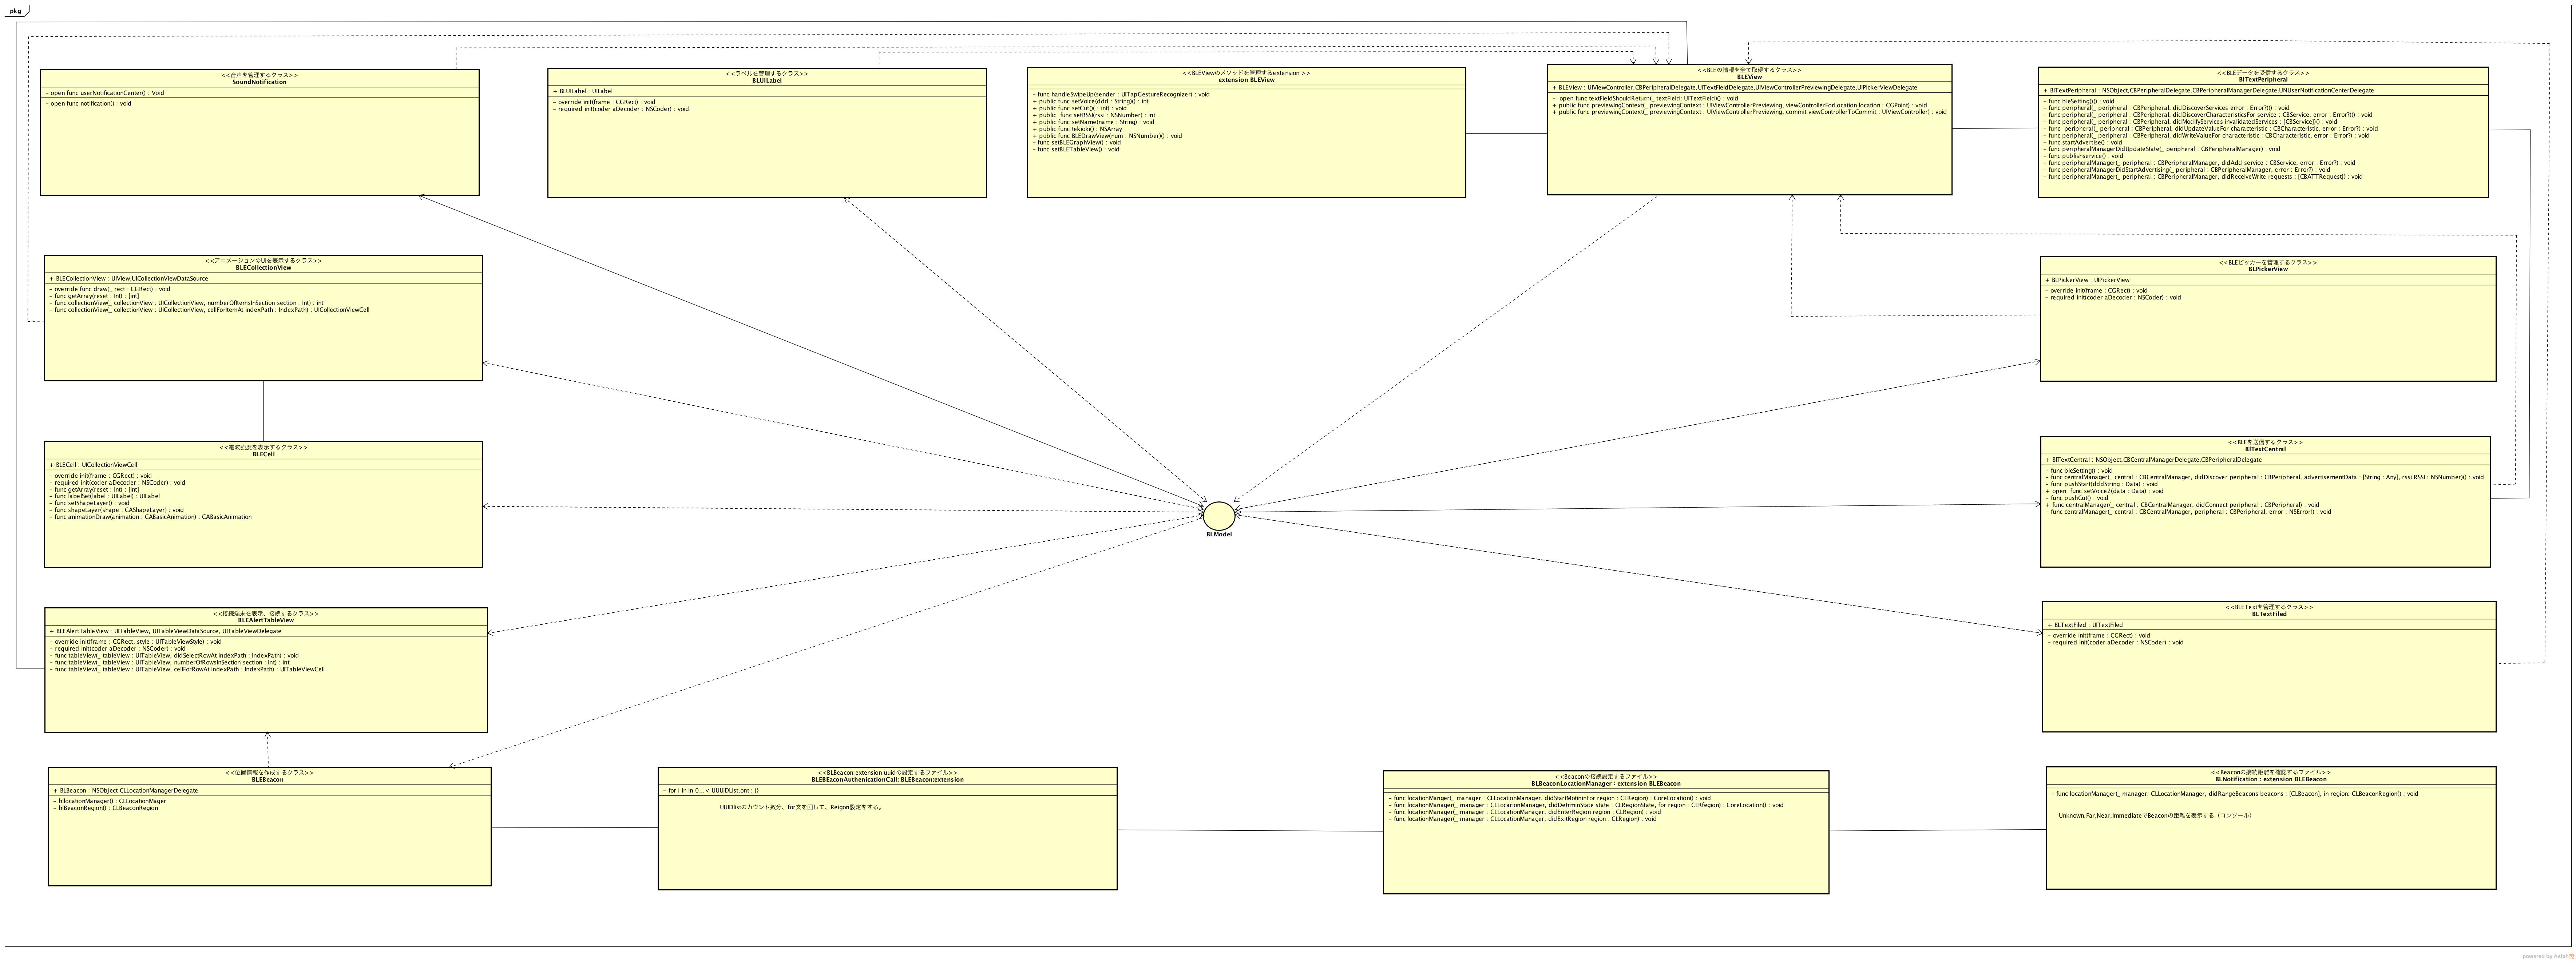 pkg
<<音声を管理するクラス>>
SoundNotification
- open func userNotificationCenter() : Void
- open func notification() : void
<<ラベルを管理するクラス>>
BLUILabel
+ BLUILabel : UILabel
- override init(frame : CGRect) : void
- required init(coder aDecoder : NSCoder) : void
<<BLEViewのメソッドを管理するextension >>
extension BLEView
- func handleSwipeUp(sender : UITapGestureRecognizer) : void
+ public func setVoice(ddd : String)() : int
+ public func setCut()( : int) : void
+ public  func setRSSI(rssi : NSNumber) : int
+ public func setName(name : String) : void
+ public func tekioki() : NSArray
+ public func BLEDrawView(num : NSNumber)() : void
- func setBLEGraphView() : void
- func setBLETableView() : void
<<BLEの情報を全て取得するクラス>>
BLEView
+ BLEView : UIViewController,CBPeripheralDelegate,UITextFieldDelegate,UIViewControllerPreviewingDelegate,UIPickerViewDelegate
-  open func textFieldShouldReturn(_ textField: UITextField)() : void
+ public func previewingContext(_ previewingContext : UIViewControllerPreviewing, viewControllerForLocation location : CGPoint) : void
+ public func previewingContext(_ previewingContext : UIViewControllerPreviewing, commit viewControllerToCommit : UIViewController) : void
<<BLEデータを受信するクラス>>
BlTextPeripheral
+ BlTextPeripheral : NSObject,CBPeripheralDelegate,CBPeripheralManagerDelegate,UNUserNotificationCenterDelegate
- func bleSetting()() : void
- func peripheral(_ peripheral : CBPeripheral, didDiscoverServices error : Error?)() : void
- func peripheral(_ peripheral : CBPeripheral, didDiscoverCharacteristicsFor service : CBService, error : Error?)() : void
- func peripheral(_ peripheral : CBPeripheral, didModifyServices invalidatedServices : [CBService])() : void
- func  peripheral(_ peripheral : CBPeripheral, didUpdateValueFor characteristic : CBCharacteristic, error : Error?) : void
- func peripheral(_ peripheral : CBPeripheral, didWriteValueFor characteristic : CBCharacteristic, error : Error?) : void
- func startAdvertise() : void
- func peripheralManagerDidUpdateState(_ peripheral : CBPeripheralManager) : void
- func publishservice() : void
- func peripheralManager(_ peripheral : CBPeripheralManager, didAdd service : CBService, error : Error?) : void
- func peripheralManagerDidStartAdvertising(_ peripheral : CBPeripheralManager, error : Error?) : void
- func peripheralManager(_ peripheral : CBPeripheralManager, didReceiveWrite requests : [CBATTRequest]) : void
<<アニメーションのUIを表示するクラス>>
BLECollectionView
+ BLECollectionView : UIView,UICollectionViewDataSource
- override func draw(_ rect : CGRect) : void
- func getArray(reset : Int) : [int]
- func collectionView(_ collectionView : UICollectionView, numberOfItemsInSection section : Int) : int
- func collectionView(_ collectionView : UICollectionView, cellForItemAt indexPath : IndexPath) : UICollectionViewCell
<<BLEピッカーを管理するクラス>>
BLPickerView
+ BLPickerView : UIPickerView
- override init(frame : CGRect) : void
- required init(coder aDecoder : NSCoder) : void
<<電波強度を表示するクラス>>
BLECell
+ BLECell : UICollectionViewCell
- override init(frame : CGRect) : void
- required init(coder aDecoder : NSCoder) : void
- func getArray(reset : Int) : [int]
- func labelSet(label : UILabel) : UILabel
- func setShapeLayer() : void
- func shapeLayer(shape : CAShapeLayer) : void
- func animationDraw(animation : CABasicAnimation) : CABasicAnimation
<<BLEを送信するクラス>>
BlTextCentral
+ BlTextCentral : NSObject,CBCentralManagerDelegate,CBPeripheralDelegate
- func bleSetting() : void
- func centralManager(_ central : CBCentralManager, didDiscover peripheral : CBPeripheral, advertisementData : [String : Any], rssi RSSI : NSNumber)() : void
- func pushStart(dddString : Data) : void
+ open  func setVoice2(data : Data) : void
- func pushCut() : void
+ func centralManager(_ central : CBCentralManager, didConnect peripheral : CBPeripheral) : void
- func centralManager(_ central : CBCentralManager, peripheral : CBPeripheral, error : NSError!) : void
BLModel
<<接続端末を表示、接続するクラス>>
BLEAlertTableView
+ BLEAlertTableView : UITableView, UITableViewDataSource, UITableViewDelegate
- override init(frame : CGRect, style : UITableViewStyle) : void
- required init(coder aDecoder : NSCoder) : void
- func tableView(_ tableView : UITableView, didSelectRowAt indexPath : IndexPath) : void
- func tableView(_ tableView : UITableView, numberOfRowsInSection section : Int) : int
- func tableView(_ tableView : UITableView, cellForRowAt indexPath : IndexPath) : UITableViewCell
<<BLETextを管理するクラス>>
BLTextFiled
+ BLTextFiled : UITextFiled
- override init(frame : CGRect) : void
- required init(coder aDecoder : NSCoder) : void
<<位置情報を作成するクラス>>
BLEBeacon
+ BLBeacon : NSObject CLLocationManagerDelegate
- bllocationManager() : CLLocationMager
- blBeaconRegion() : CLBeaconRegion
<<BLBeacon:extension uuidの設定するファイル>>
BLEBEaconAuthenicationCall: BLEBeacon:extension
- for i in in 0...< UUUIDList.ont : {}
UUIDlistのカウント数分、for文を回して、Reigon設定をする。
<<Beaconの接続設定するファイル>>
BLBeaconLocationManager : extension BLEBeacon
- func locationManger(_ manager : CLLocationManager, didStartMotininFor region : CLRegion) : CoreLocation() : void
- func locationManager(_ manager : CLLocarionManager, didDetrminState state : CLRegionState, for region : CLRfegion) : CoreLocation() : void
- func locationManager(_ manager : CLLocationManager, didEnterRegion region : CLRegion) : void
- func locationManager(_ manager : CLLocationManager, didExitRegion region : CLRegion) : void
<<Beaconの接続距離を確認するファイル>>
BLNotification : extension BLEBeacon
- func locationManager(_ manager: CLLocationManager, didRangeBeacons beacons : [CLBeacon], in region: CLBeaconRegion() : void
Unknown,Far,Near,ImmediateでBeaconの距離を表示する（コンソール）
powered by Astah